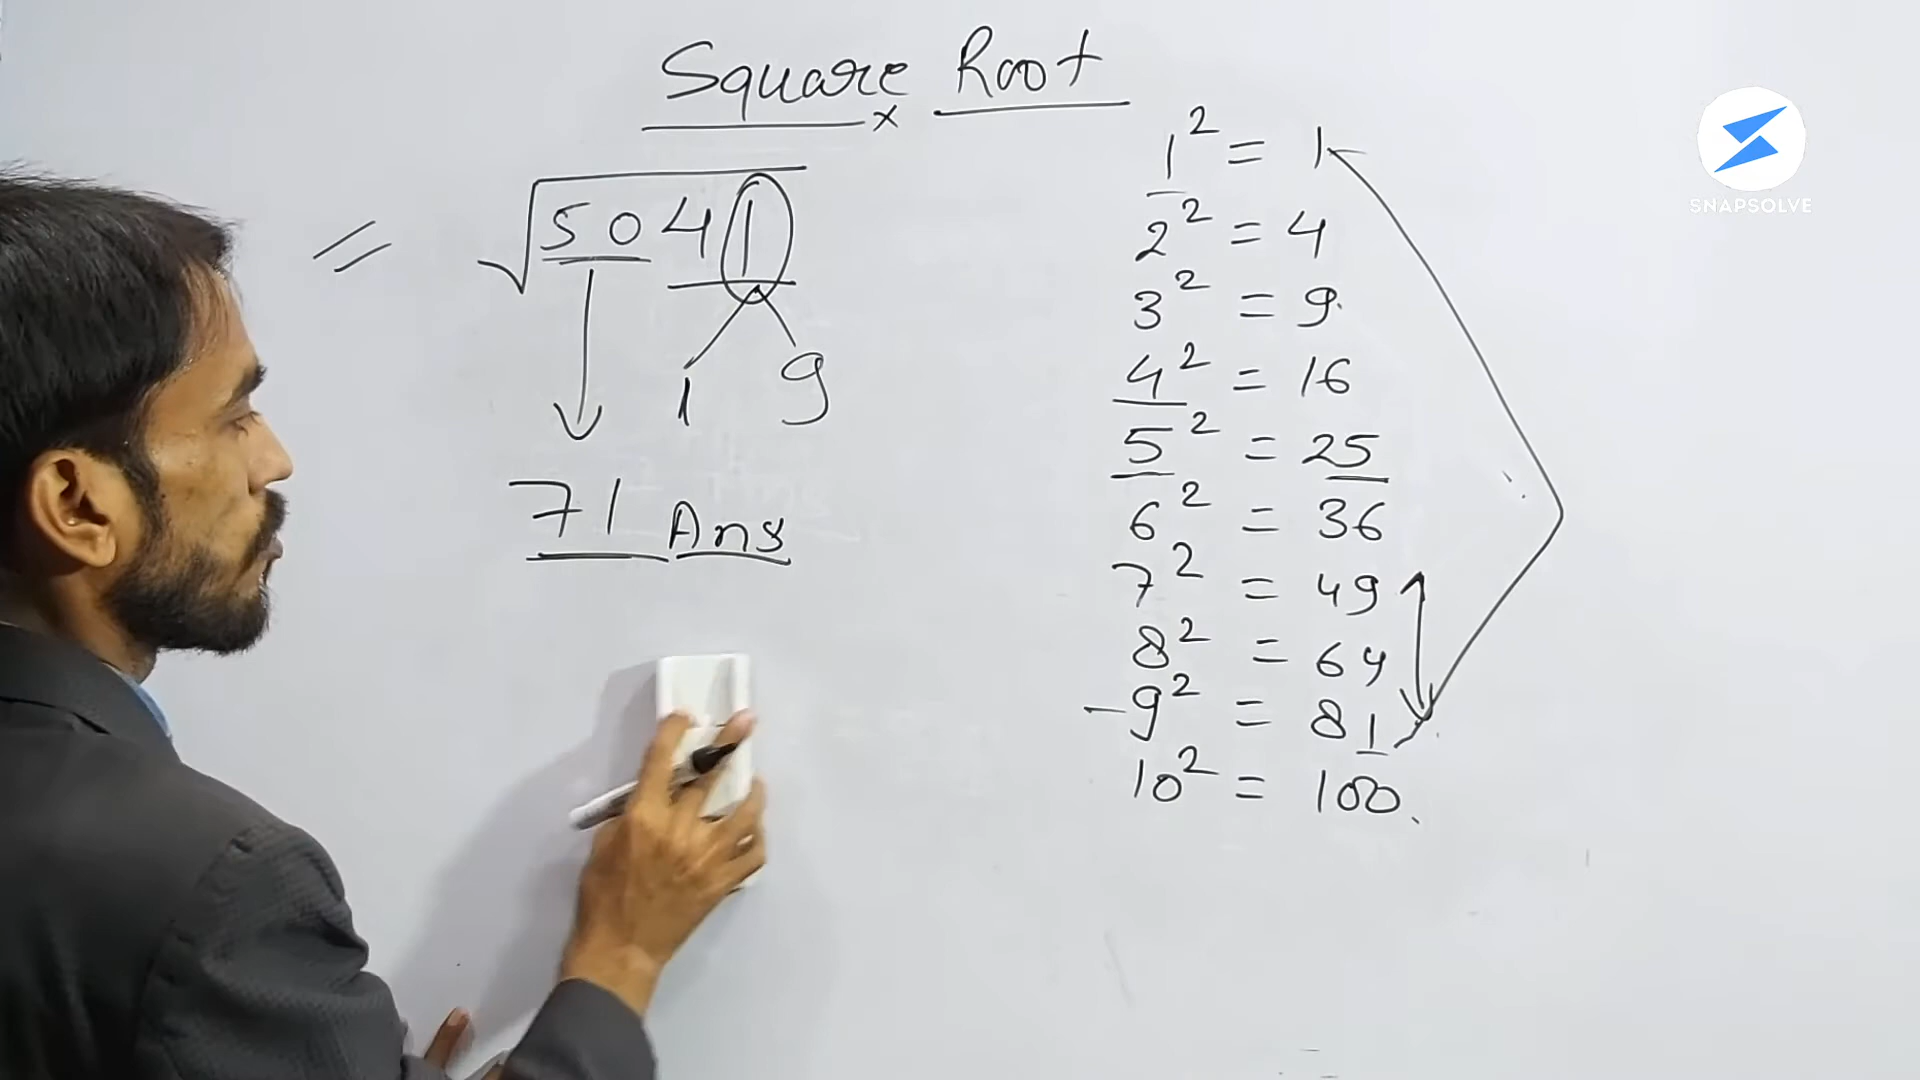 Square Root
= √5041
1 9
71 Ans
×
1² = 1
2² = 4
3² = 9
4² = 16
5² = 25
6² = 36
7² = 49
8² = 64
-9² = 81
10² = 100
SNAPSOLVE